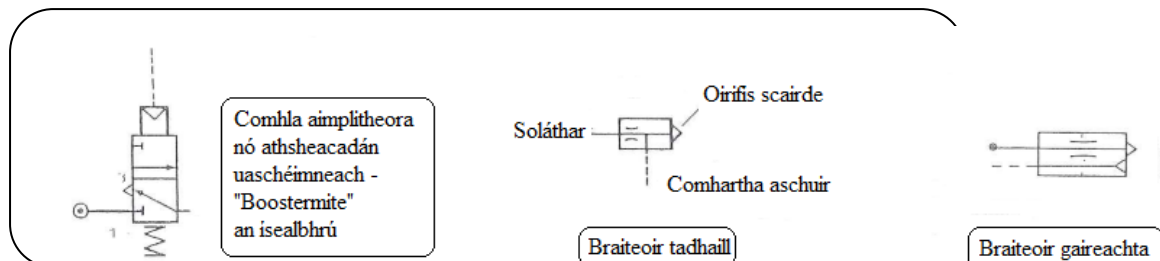 Comhla aimplitheora
nó athsheacadán
uaschéimneach -
"Boostermite"
an ísealbhrú
Oirifis scairde
Soláthar
Comhartha aschuir
Braiteoir tadhaill
Braiteoir gaireachta